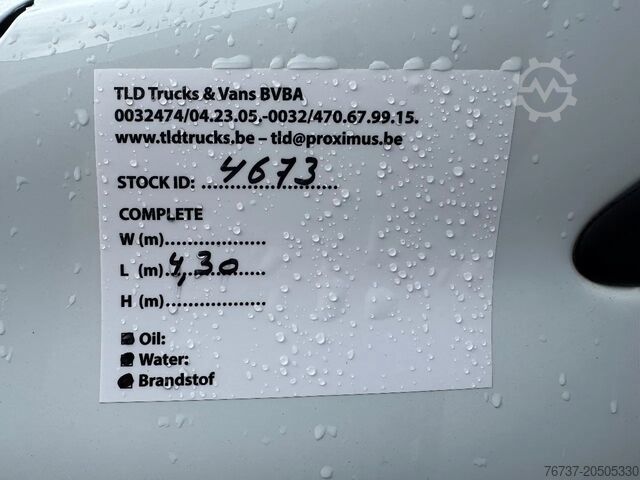 TLD Trucks & Vans BVBA
0032474/04.23.05.-0032/470.67.99.15.
www.tldtrucks.be – tld@proximus.be
STOCK ID: ..4673...
COMPLETE
W (m)..................
L (m).4,30......
H (m)..................
Oil:
Water:
Brandstof
76737-20505330